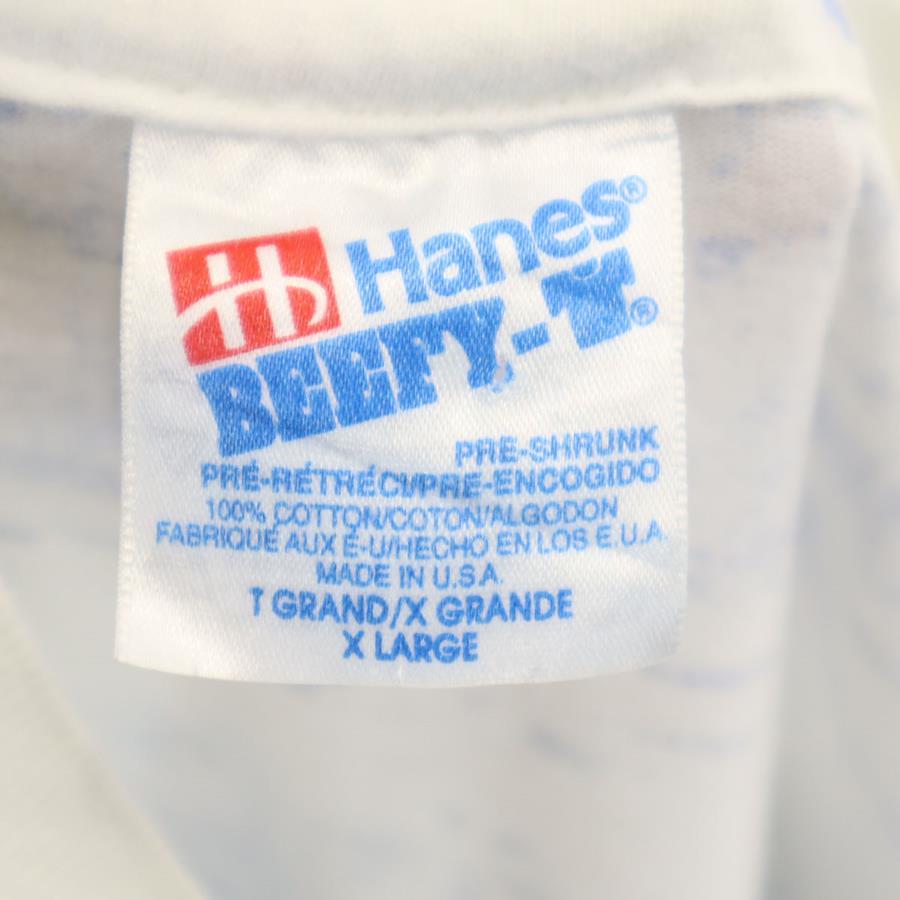 Hanes®
BEEFY-T®
PRE-SHRUNK
PRÉ-RÉTRÉCI/PRE-ENCOGIDO
100% COTTON/COTON/ALGODON
FABRIQUÉ AUX É-U/HECHO EN LOS E.U.A.
MADE IN U.S.A.
T GRAND/X GRANDE
X LARGE